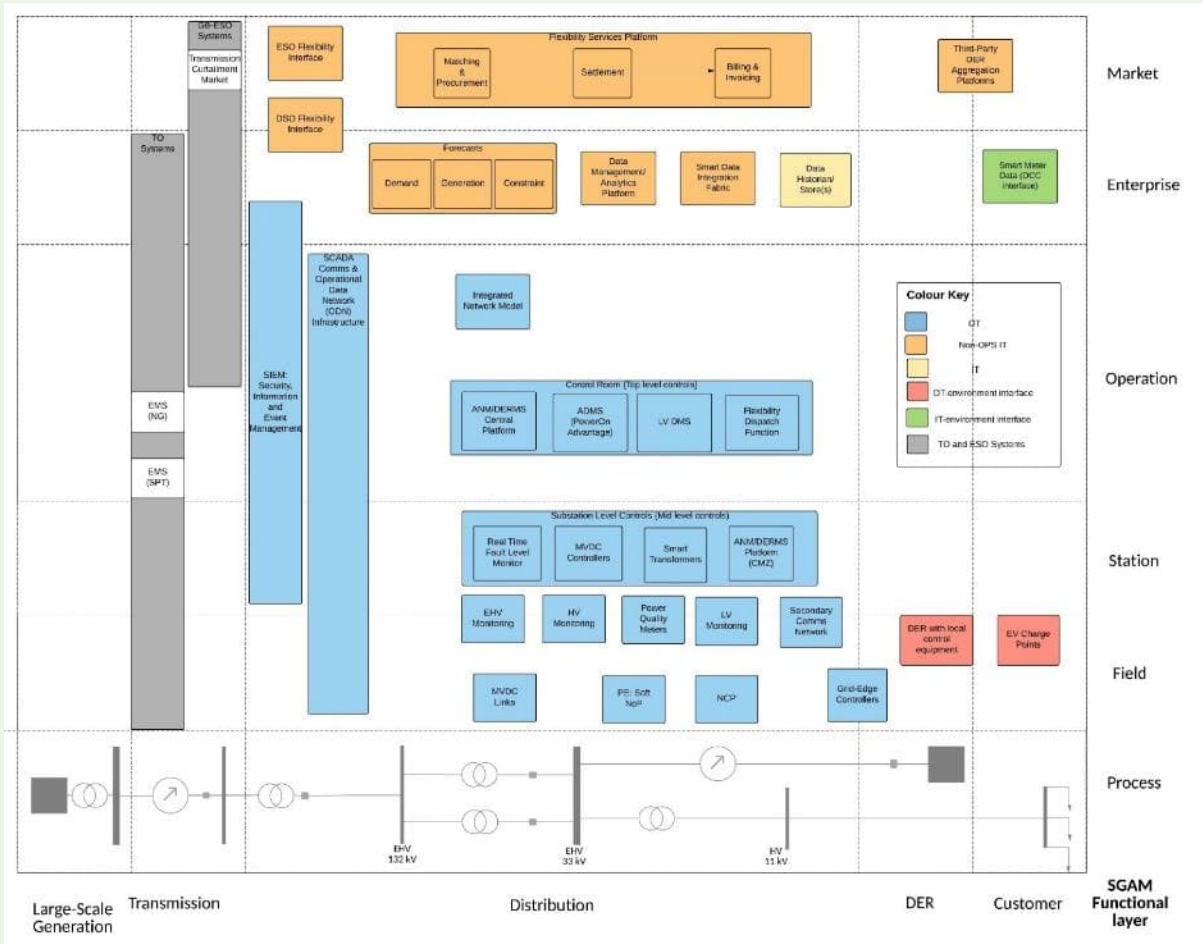 GB-ESO
Systems
Transmission
Curtailment
Market
ESO Flexibility
Interface
Flexibility Services Platform
Matching
&
Procurement
Settlement
Billing &
Invoicing
Third-Party
DER
Aggregation
Platforms
Market
DSO Flexibility
Interface
TO
Systems
Forecasts
Demand
Generation
Constraint
Data
Management/
Analytics
Platform
Smart Data
Integration
Fabric
Data
Historian/
Store(s)
Smart Meter
Data (DCC
interface)
Enterprise
SCADA
Comms &
Operational
Data
Network
(ODN)
Infrastructure
Integrated
Network Model
Colour Key
OT
Non-OPS IT
IT
OT-environment interface
IT-environment interface
TO and ESO Systems
SIEM:
Security,
Information
and
Event
Management
Operation
EMS
(NG)
EMS
(SPT)
Control Room (Top level controls)
ANM/DERMS
Central
Platform
ADMS
(PowerOn
Advantage)
LV DMS
Flexibility
Dispatch
Function
Substation Level Controls (Mid level controls)
Real Time
Fault Level
Monitor
MVDC
Controllers
Smart
Transformers
ANM/DERMS
Platform
(CMZ)
Station
EHV
Monitoring
HV
Monitoring
Power
Quality
Meters
LV
Monitoring
Secondary
Comms
Network
DER with local
control
equipment
EV Charge
Points
MVDC
Links
PE: Soft
NoP
NCP
Grid-Edge
Controllers
Field
Process
EHV
132 kV
EHV
33 kV
HV
11 kV
Large-Scale
Generation
Transmission
Distribution
DER
Customer
SGAM
Functional
layer